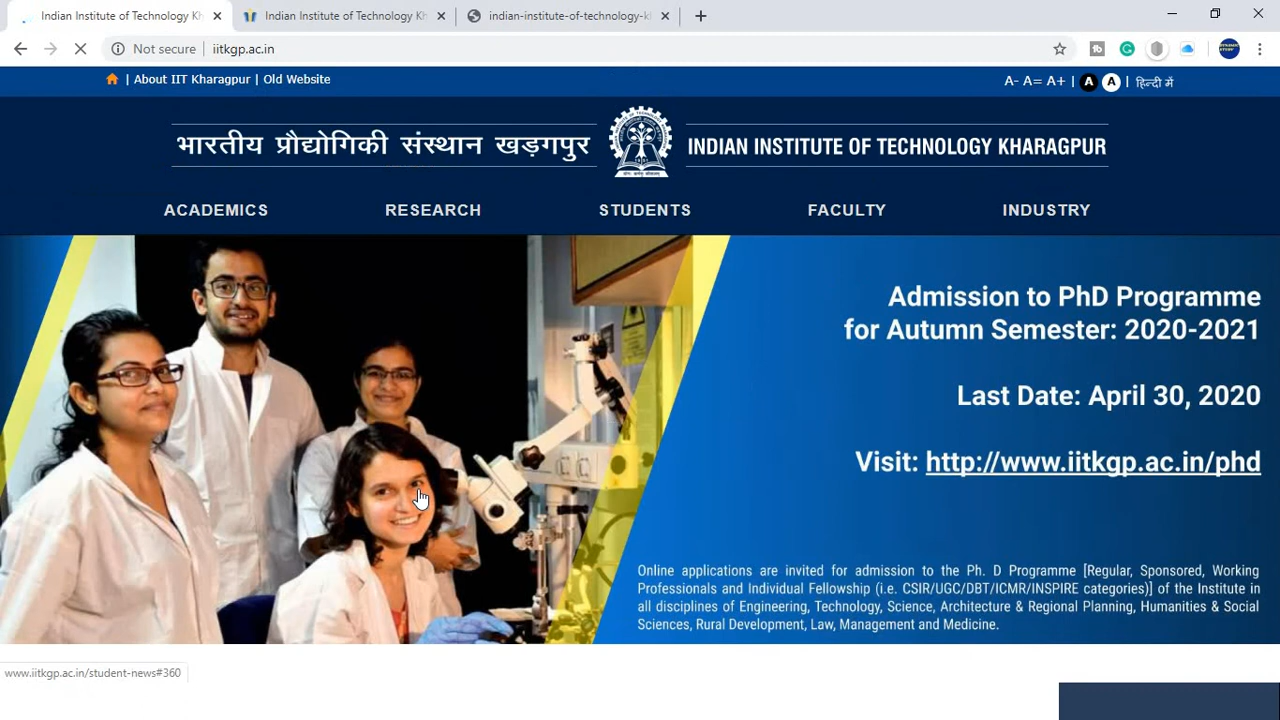 Indian Institute of Technology Kh
Indian Institute of Technology Kh
indian-institute-of-technology-k
Not secure | iitkgp.ac.in
| About IIT Kharagpur | Old Website
A- A= A+ | A A | हिन्दी में
भारतीय प्रौद्योगिकी संस्थान खड़गपुर
INDIAN INSTITUTE OF TECHNOLOGY KHARAGPUR
ACADEMICS RESEARCH STUDENTS FACULTY INDUSTRY
Admission to PhD Programme
for Autumn Semester: 2020-2021
Last Date: April 30, 2020
Visit: http://www.iitkgp.ac.in/phd
Online applications are invited for admission to the Ph. D Programme [Regular, Sponsored, Working
Professionals and Individual Fellowship (i.e. CSIR/UGC/DBT/ICMR/INSPIRE categories)] of the Institute in
all disciplines of Engineering, Technology, Science, Architecture & Regional Planning, Humanities & Social
Sciences, Rural Development, Law, Management and Medicine.
www.iitkgp.ac.in/student-news#360